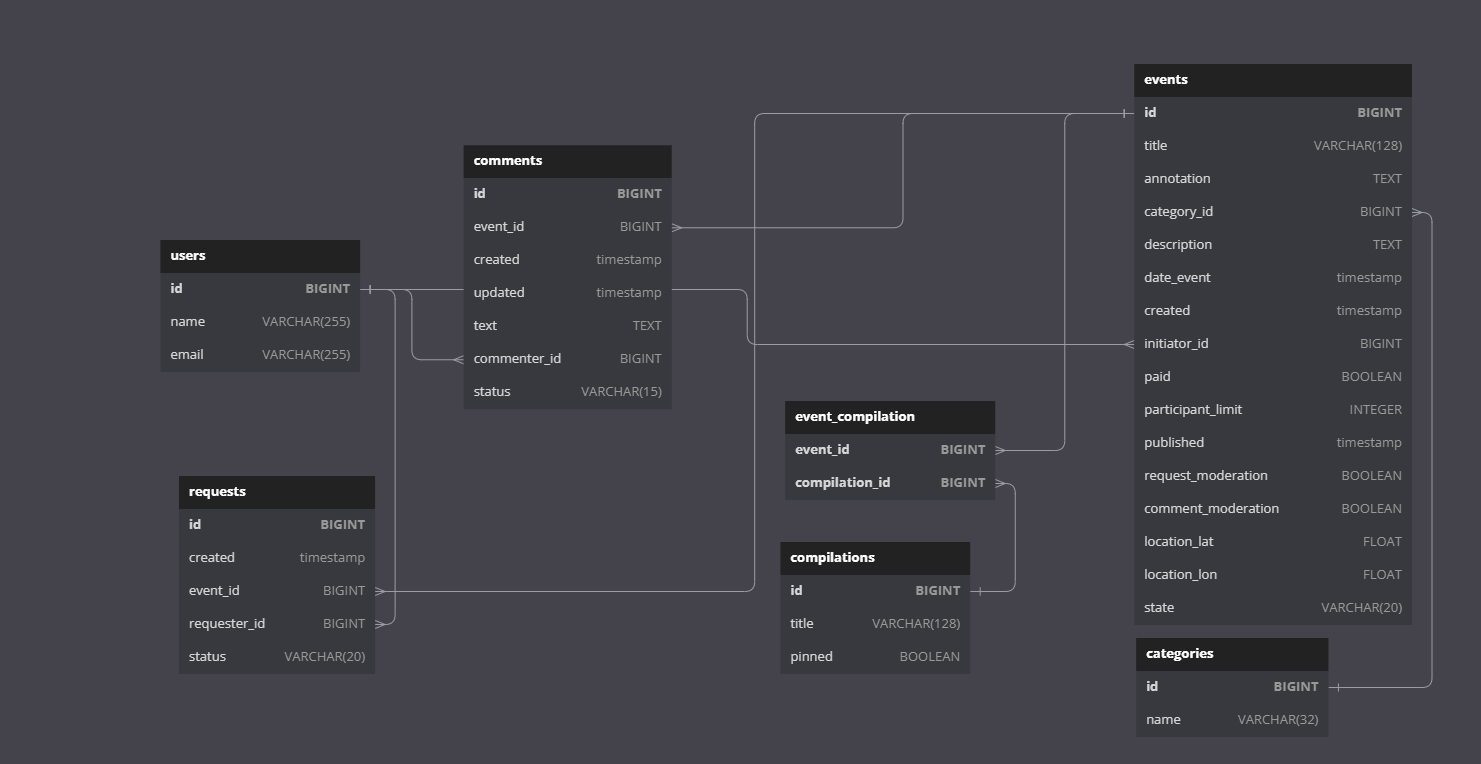 users
id BIGINT
name VARCHAR(255)
email VARCHAR(255)
requests
id BIGINT
created timestamp
event_id BIGINT
requester_id BIGINT
status VARCHAR(20)
comments
id BIGINT
event_id BIGINT
created timestamp
updated timestamp
text TEXT
commenter_id BIGINT
status VARCHAR(15)
event_compilation
event_id BIGINT
compilation_id BIGINT
compilations
id BIGINT
title VARCHAR(128)
pinned BOOLEAN
events
id BIGINT
title VARCHAR(128)
annotation TEXT
category_id BIGINT
description TEXT
date_event timestamp
created timestamp
initiator_id BIGINT
paid BOOLEAN
participant_limit INTEGER
published timestamp
request_moderation BOOLEAN
comment_moderation BOOLEAN
location_lat FLOAT
location_lon FLOAT
state VARCHAR(20)
categories
id BIGINT
name VARCHAR(32)